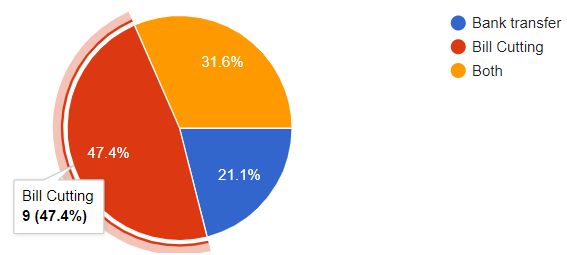 Bank transfer
Bill Cutting
Both
31.6%
47.4%
21.1%
Bill Cutting
9 (47.4%)